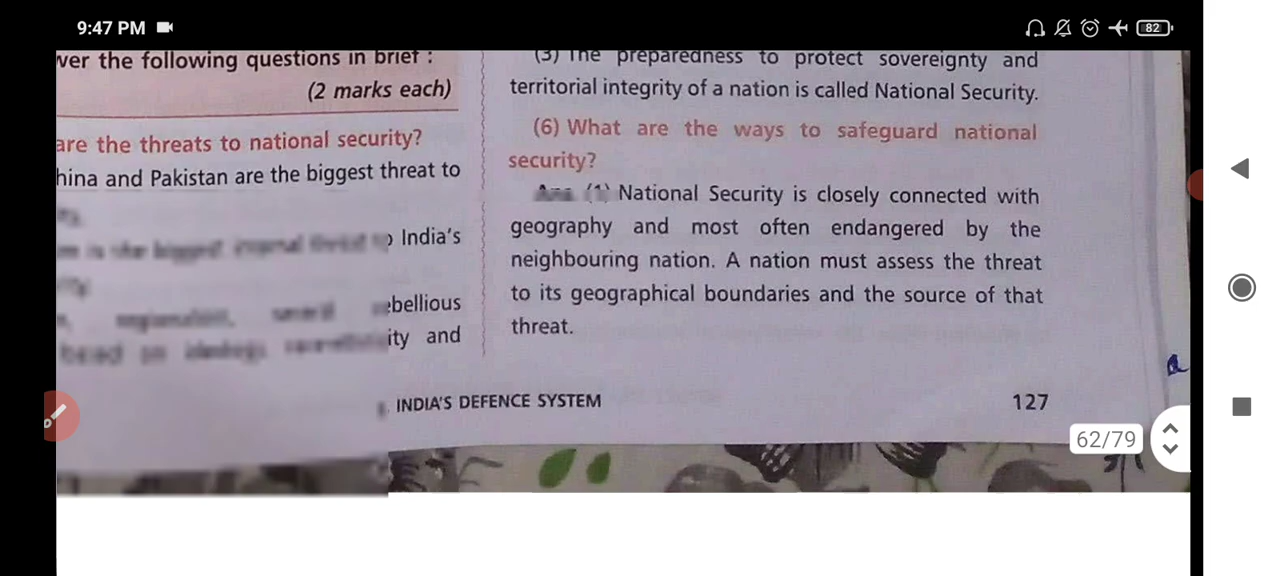 9:47 PM
82
wer the following questions in brief :
(2 marks each)
are the threats to national security?
hina and Pakistan are the biggest threat to
India's
ebellious
ity and
(3) The preparedness to protect sovereignty and
territorial integrity of a nation is called National Security.
(6) What are the ways to safeguard national
security?
Ans. (1) National Security is closely connected with
geography and most often endangered by the
neighbouring nation. A nation must assess the threat
to its geographical boundaries and the source of that
threat.
INDIA'S DEFENCE SYSTEM
127
62/79